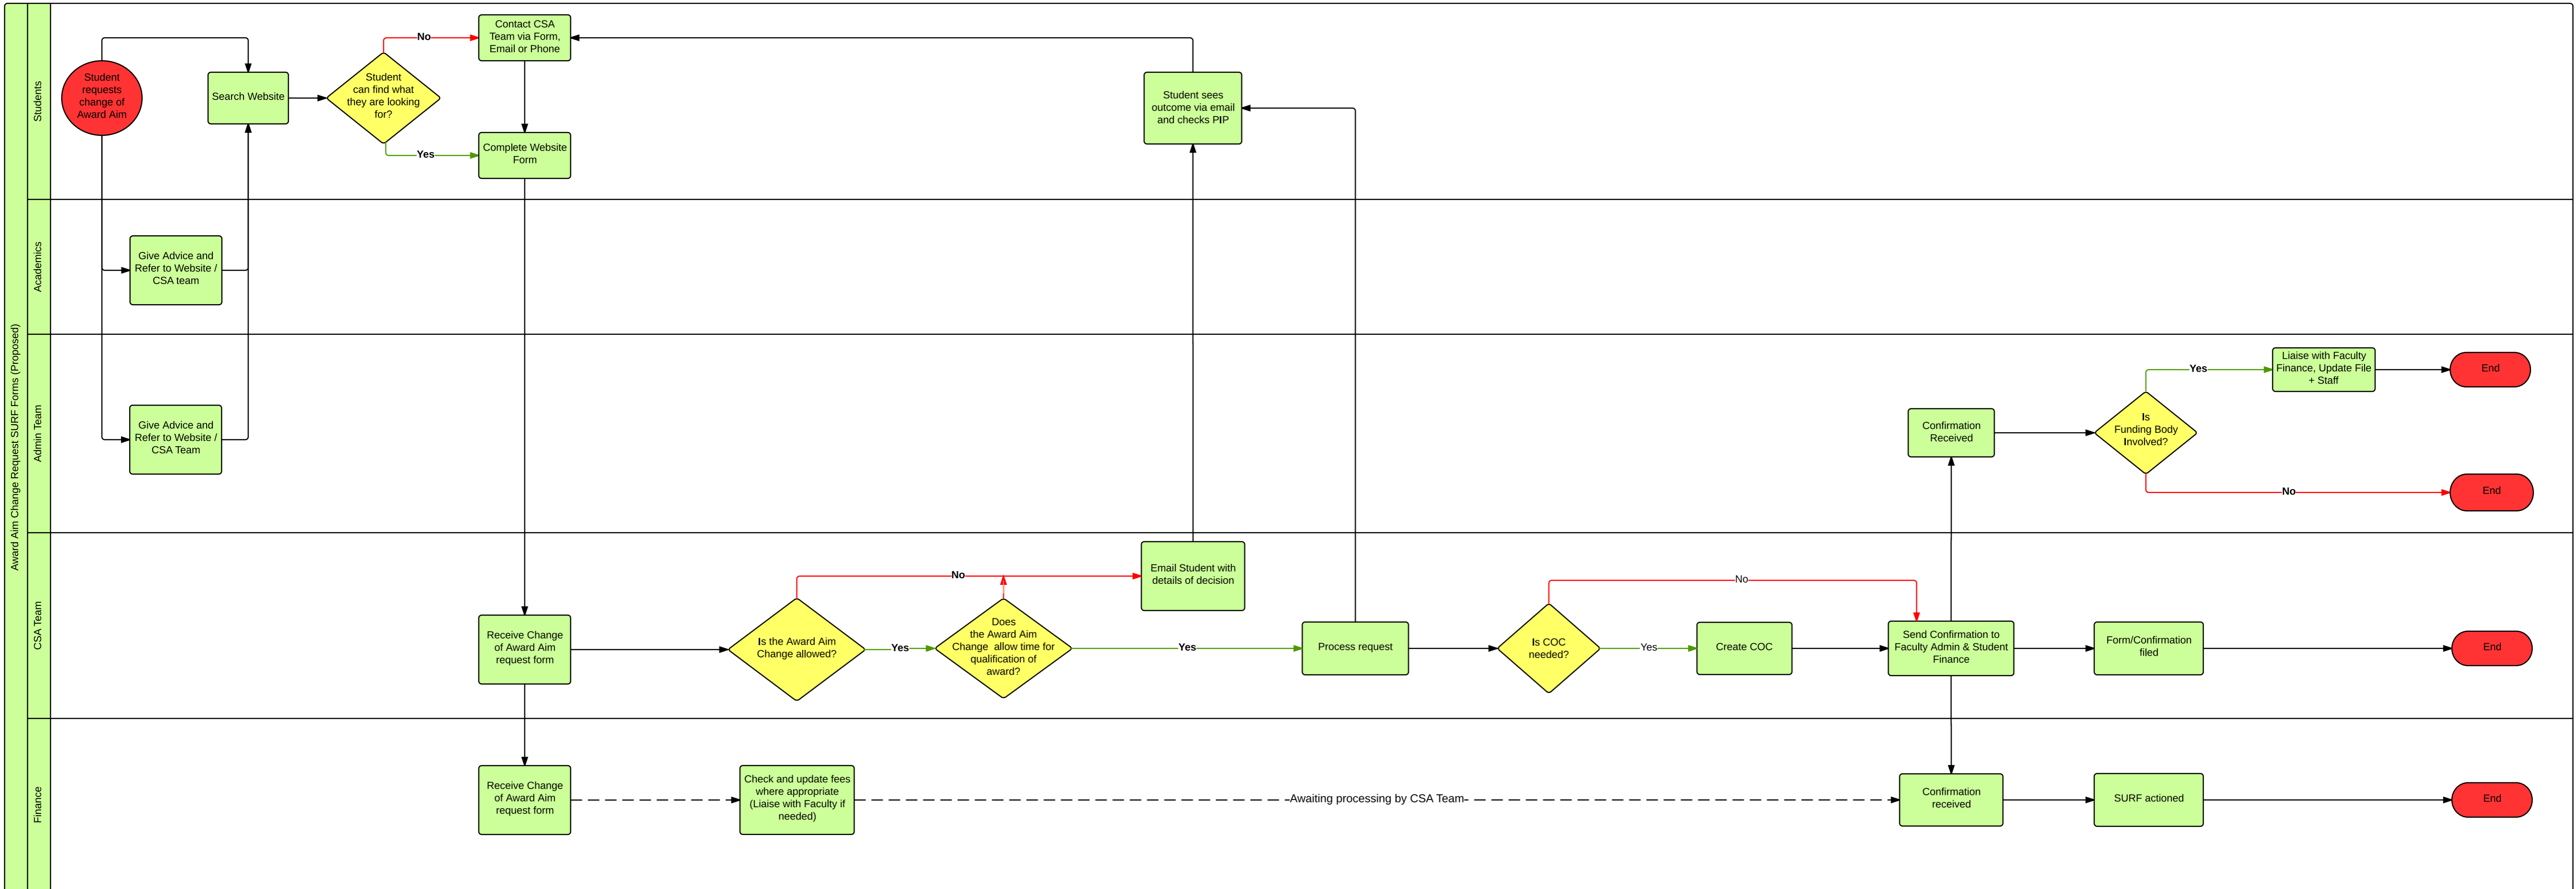 Award Aim Change Request SURF Forms (Proposed)
Students
Student
requests
change of
Award Aim
Search Website
Student
can find what
they are looking
for?
No
Yes
Contact CSA
Team via Form,
Email or Phone
Complete Website
Form
Student sees
outcome via email
and checks PIP
Academics
Give Advice and
Refer to Website /
CSA team
Admin Team
Give Advice and
Refer to Website /
CSA Team
Confirmation
Received
Is
Funding Body
Involved?
Yes
Liaise with Faculty
Finance, Update File
+ Staff
End
No
End
CSA Team
Receive Change
of Award Aim
request form
Is the Award Aim
Change allowed?
No
Yes
Does
the Award Aim
Change allow time for
qualification of
award?
Email Student with
details of decision
Yes
Process request
Is COC
needed?
No
Yes
Create COC
Send Confirmation to
Faculty Admin & Student
Finance
Form/Confirmation
filed
End
Finance
Receive Change
of Award Aim
request form
Check and update fees
where appropriate
(Liaise with Faculty if
needed)
Awaiting processing by CSA Team
Confirmation
received
SURF actioned
End